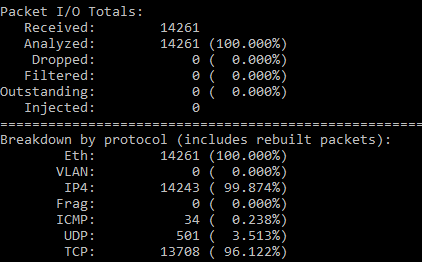 Packet I/O Totals:
   Received:        14261
   Analyzed:        14261 (100.000%)
    Dropped:            0 (  0.000%)
   Filtered:            0 (  0.000%)
Outstanding:            0 (  0.000%)
   Injected:            0
=====================================================
Breakdown by protocol (includes rebuilt packets):
        Eth:        14261 (100.000%)
       VLAN:            0 (  0.000%)
        IP4:        14243 ( 99.874%)
       Frag:            0 (  0.000%)
       ICMP:           34 (  0.238%)
        UDP:          501 (  3.513%)
        TCP:        13708 ( 96.122%)